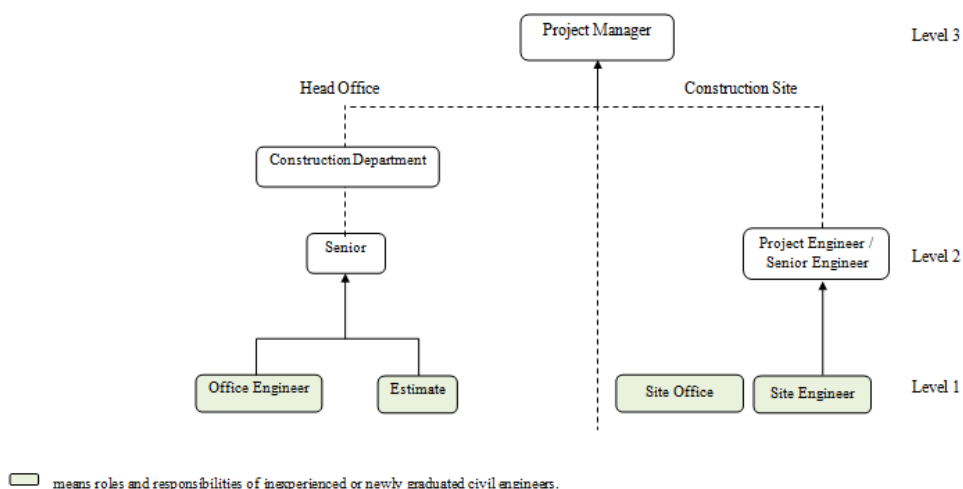 Project Manager
Level 3
Head Office
Construction Site
Construction Department
Senior
Project Engineer /
Senior Engineer
Level 2
Office Engineer
Estimate
Site Office
Site Engineer
Level 1
means roles and responsibilities of inexperienced or newly graduated civil engineers.